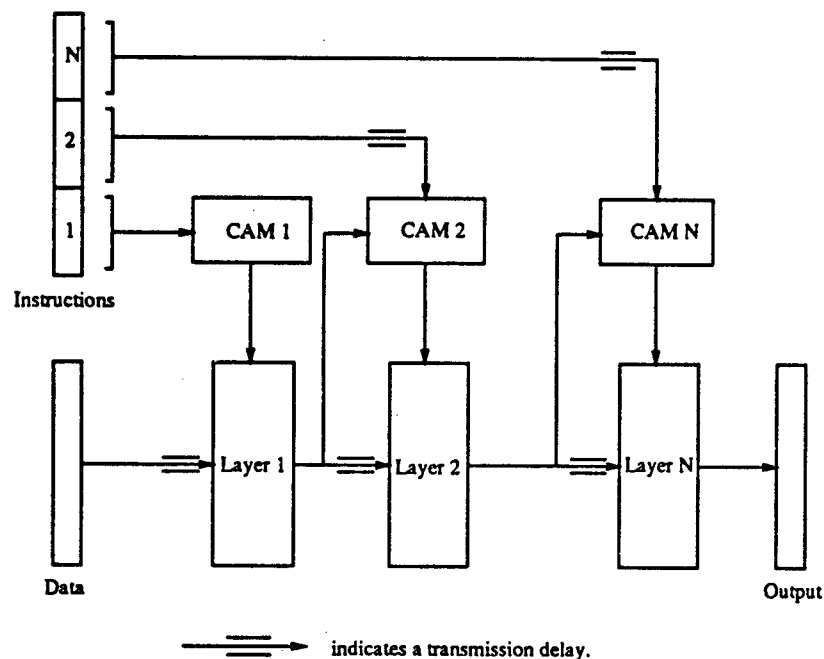 N
2
1
CAM 1
CAM 2
CAM N
Instructions
Layer 1
Layer 2
Layer N
Data
Output
indicates a transmission delay.